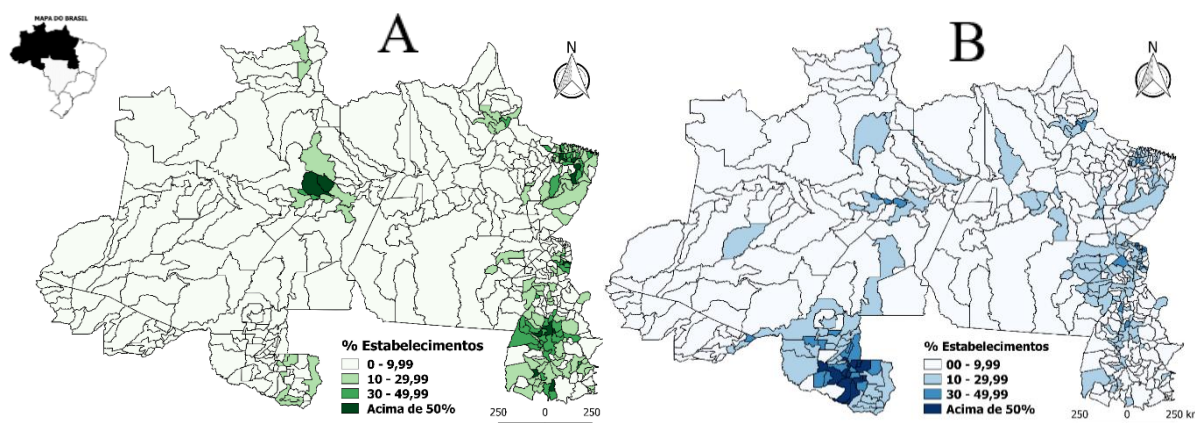 MAPA DO BRASIL
A
N
% Estabelecimentos
0 - 9,99
10 - 29,99
30 - 49,99
Acima de 50%
250 0 250
B
N
% Estabelecimentos
00 - 9,99
10 - 29,99
30 - 49,99
Acima de 50%
250 0 250 km